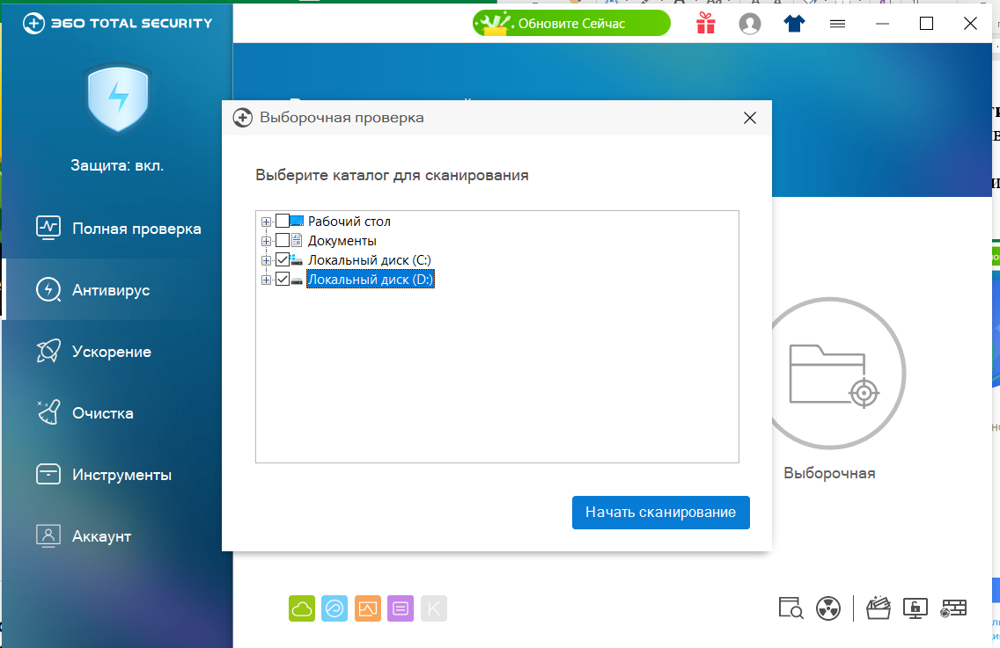 360 TOTAL SECURITY
Обновите Сейчас
Защита: вкл.
Полная проверка
Антивирус
Ускорение
Очистка
Инструменты
Аккаунт
Выборочная проверка
Выберите каталог для сканирования
Рабочий стол
Документы
Локальный диск (C:)
Локальный диск (D:)
Начать сканирование
Выборочная
K